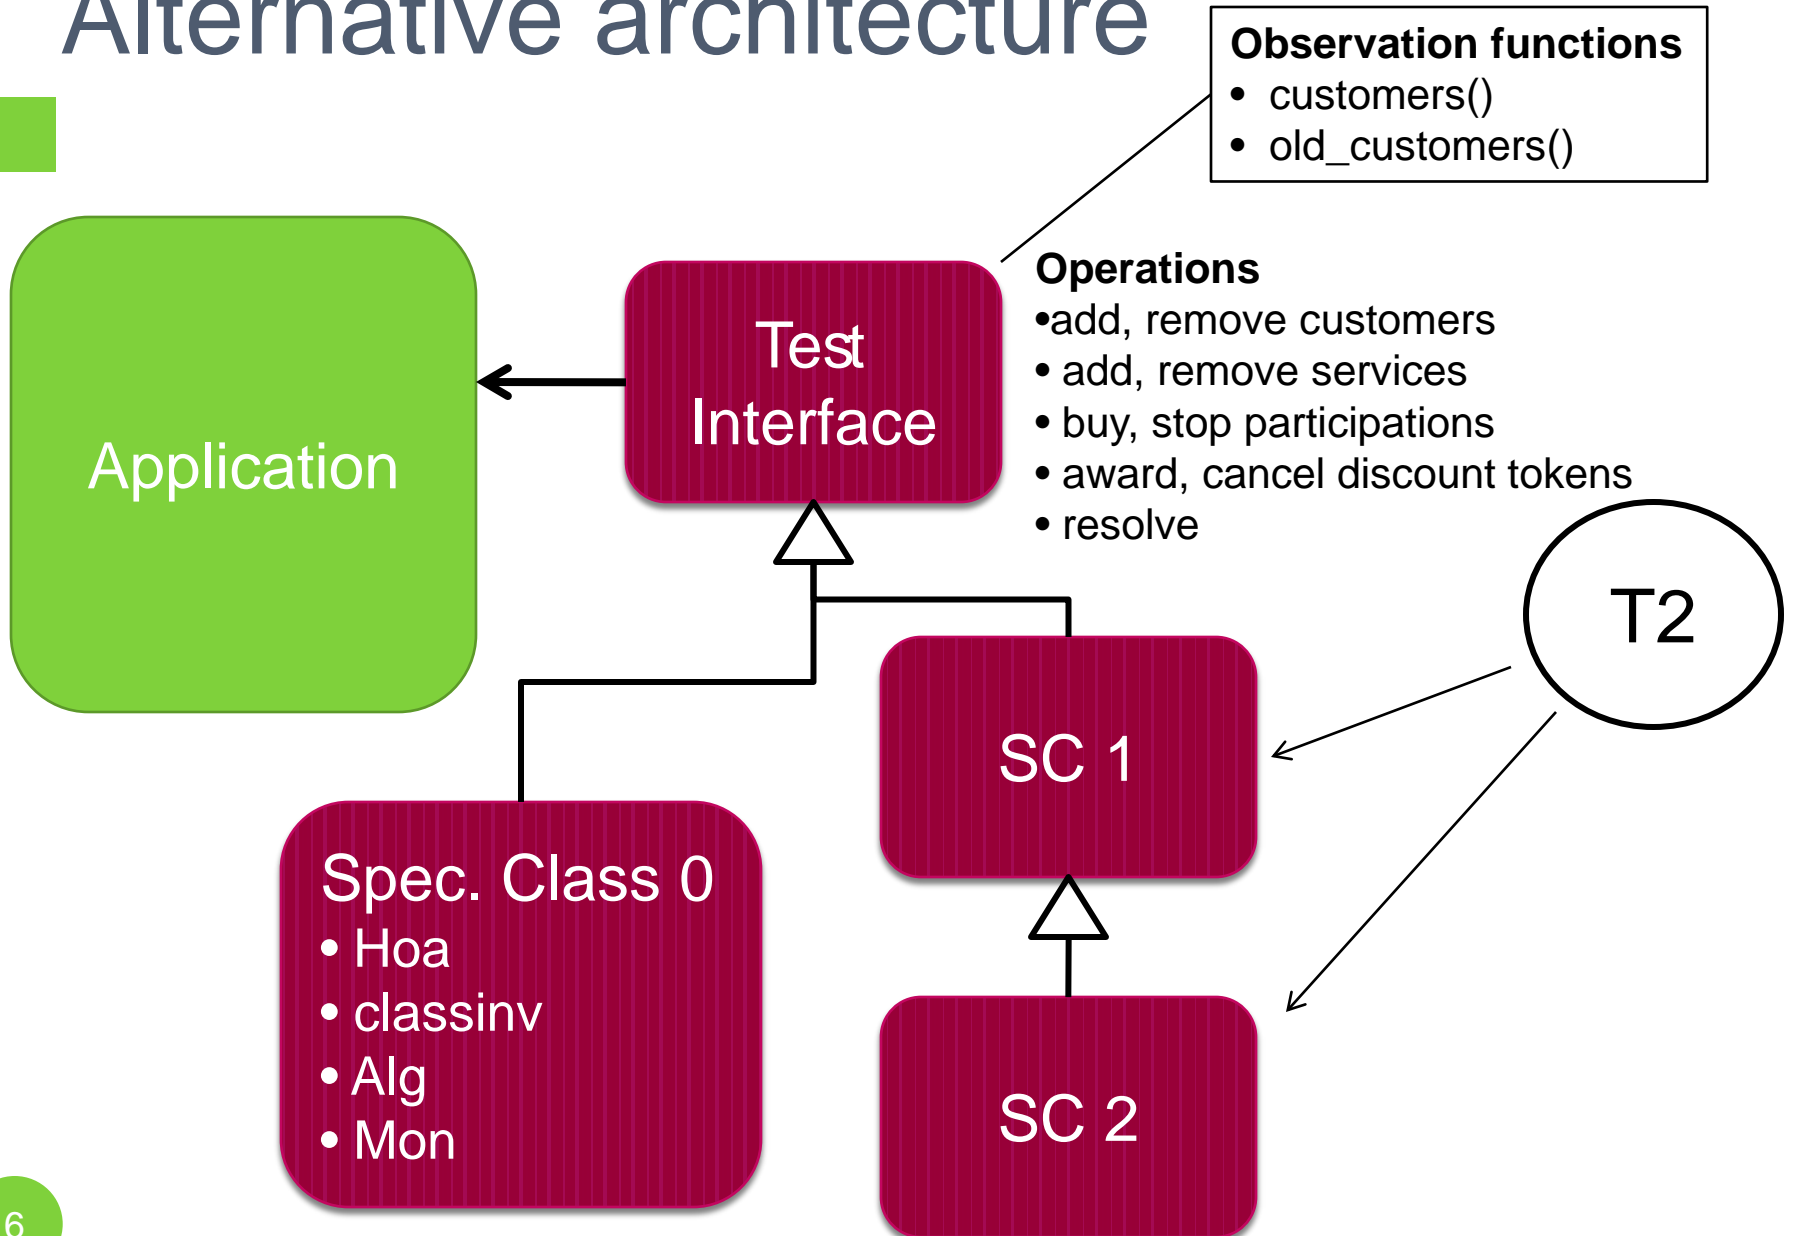 Alternative architecture
Observation functions
• customers()
• old_customers()
Operations
•add, remove customers
• add, remove services
• buy, stop participations
• award, cancel discount tokens
• resolve
Test
Interface
Application
T2
SC 1
Spec. Class 0
• Hoa
• classinv
• Alg
• Mon
SC 2
6